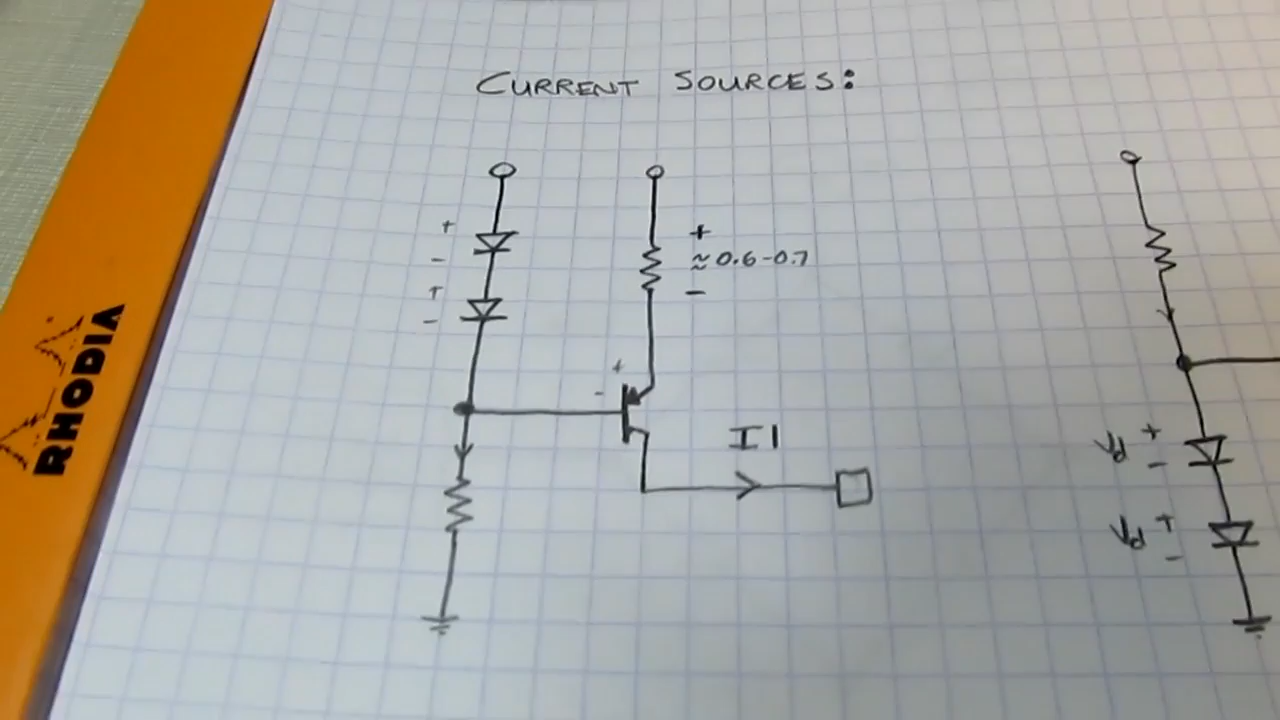 CURRENT SOURCES:
+
-
+
-
+
≈0.6-0.7
-
+
-
I1
Vd + -
Vd + -
RHODIA